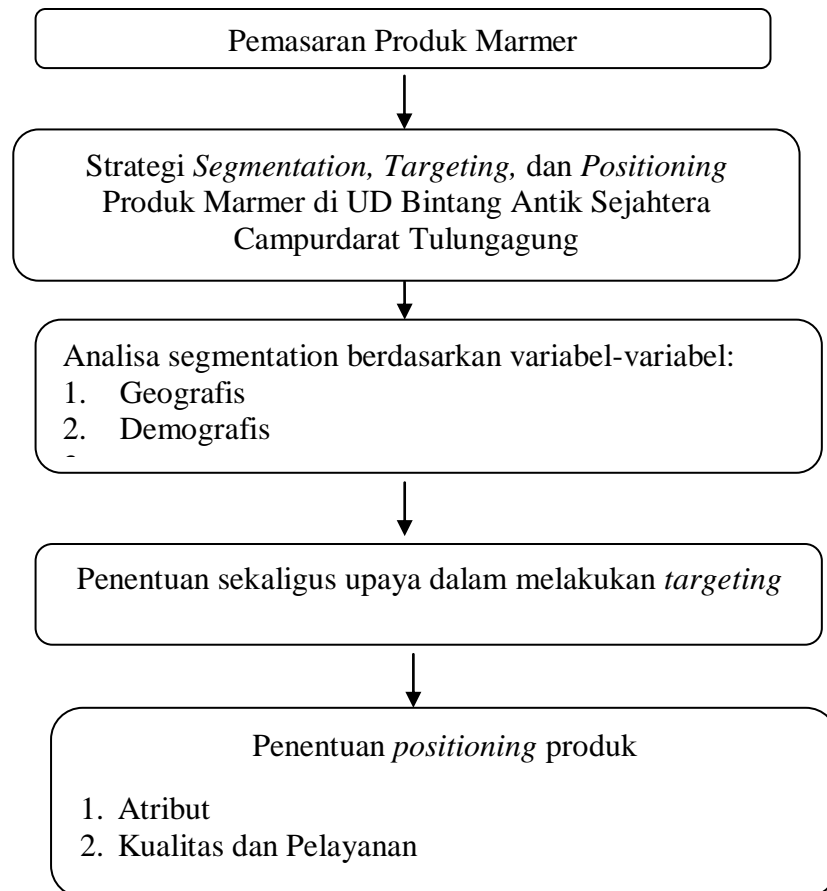 Pemasaran Produk Marmer
Strategi Segmentation, Targeting, dan Positioning
Produk Marmer di UD Bintang Antik Sejahtera
Campurdarat Tulungagung
Analisa segmentation berdasarkan variabel-variabel:
1. Geografis
2. Demografis
Penentuan sekaligus upaya dalam melakukan targeting
Penentuan positioning produk
1. Atribut
2. Kualitas dan Pelayanan